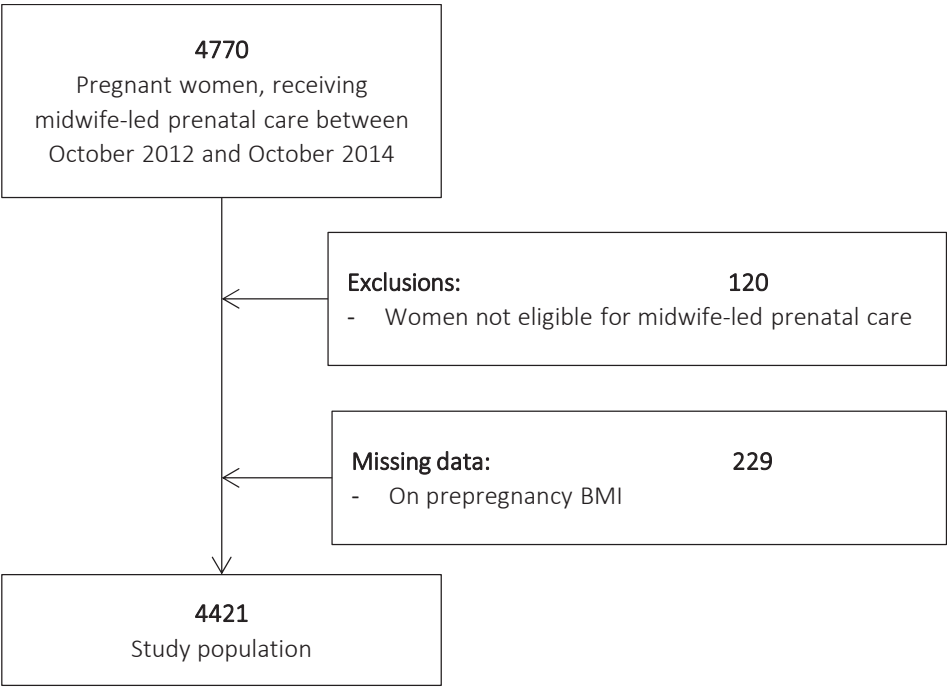 4770
Pregnant women, receiving
midwife-led prenatal care between
October 2012 and October 2014
Exclusions: 120
- Women not eligible for midwife-led prenatal care
Missing data: 229
- On prepregnancy BMI
4421
Study population